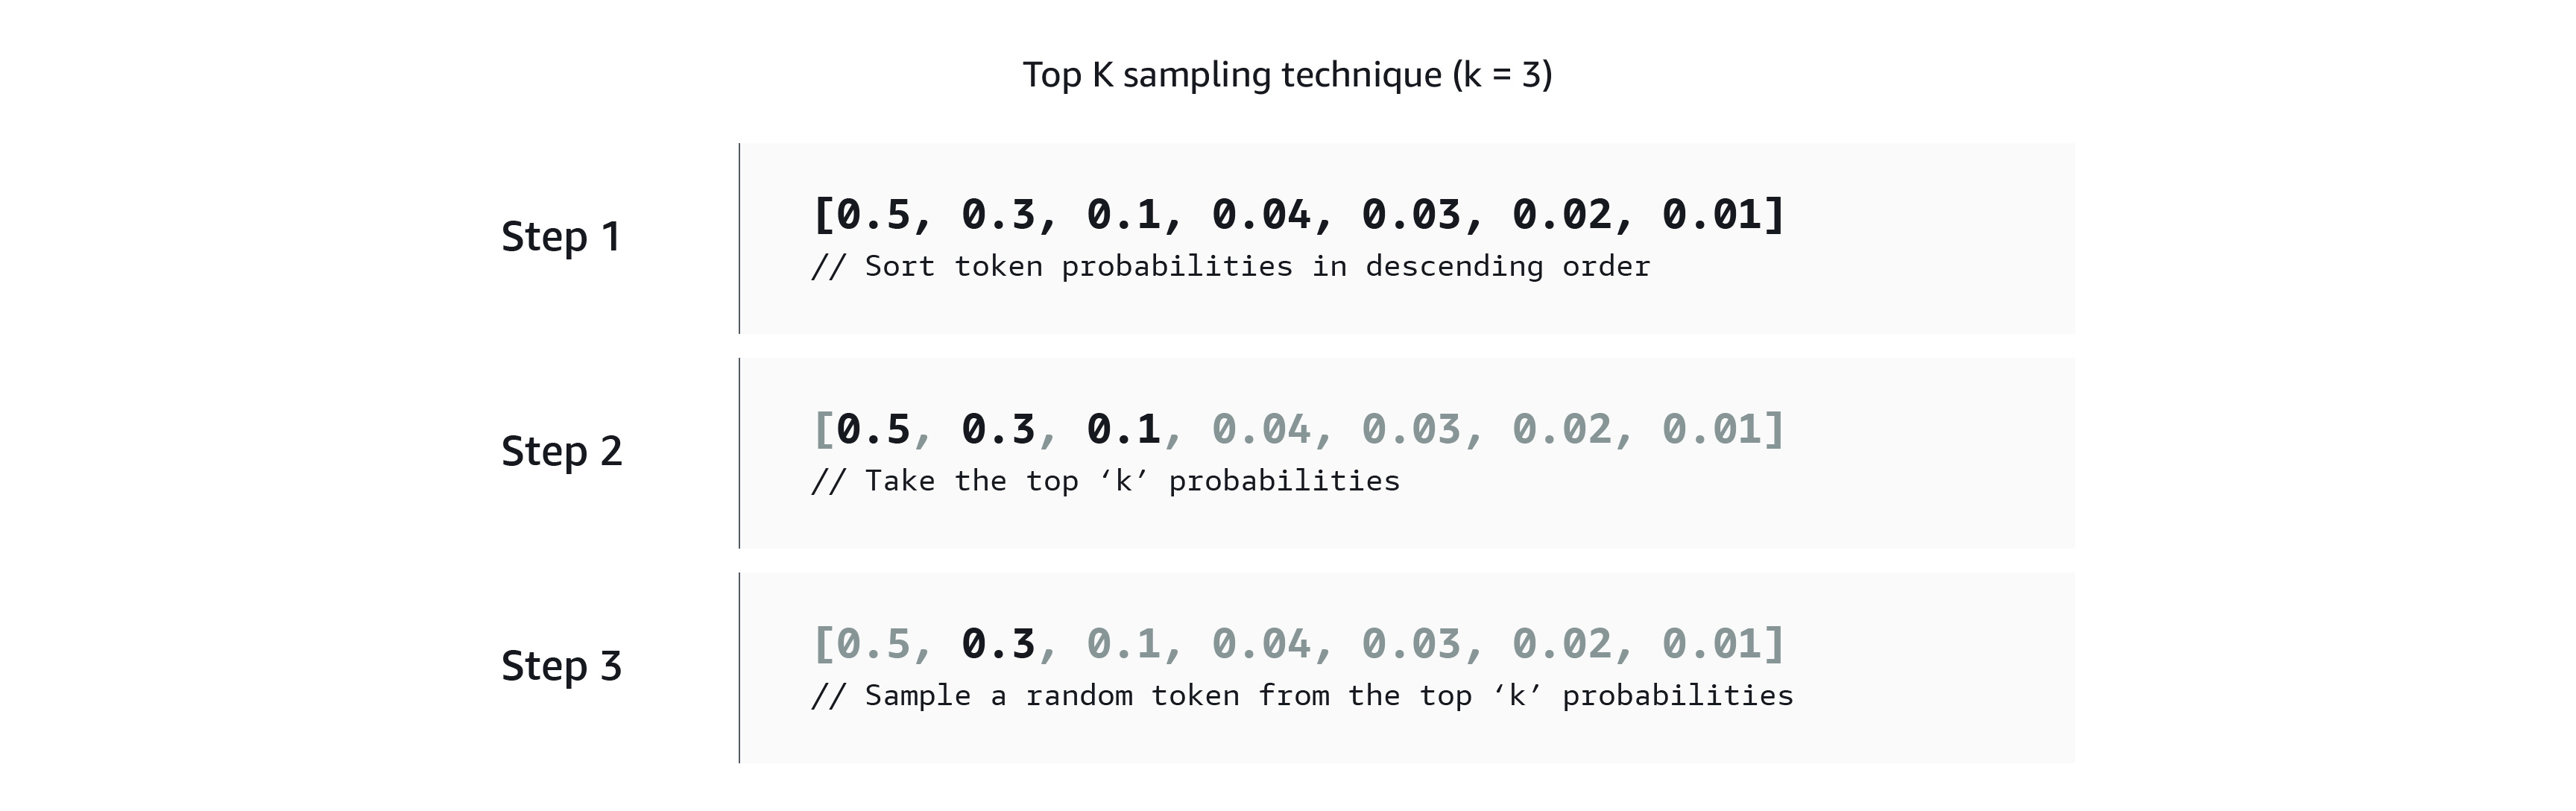 Top K sampling technique (k = 3)
Step 1
[0.5, 0.3, 0.1, 0.04, 0.03, 0.02, 0.01]
// Sort token probabilities in descending order
Step 2
[0.5, 0.3, 0.1, 0.04, 0.03, 0.02, 0.01]
// Take the top ‘k’ probabilities
Step 3
[0.5, 0.3, 0.1, 0.04, 0.03, 0.02, 0.01]
// Sample a random token from the top ‘k’ probabilities